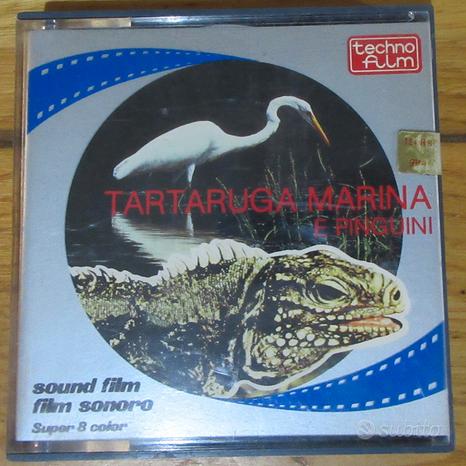 techno
film
TARTARUGA MARINA
E PINGUINI
sound film
film sonoro
Super 8 color
subito